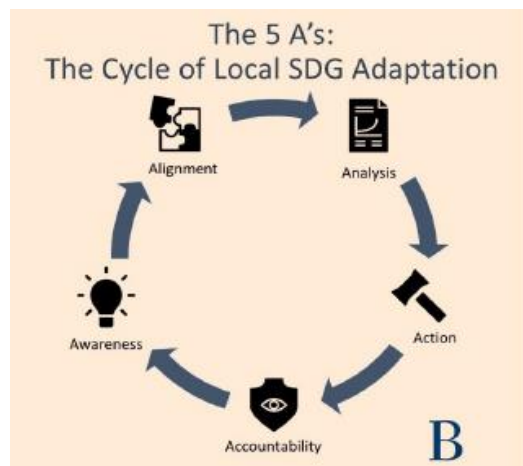 The 5 A's:
The Cycle of Local SDG Adaptation
Alignment
Analysis
Awareness
Action
Accountability
B